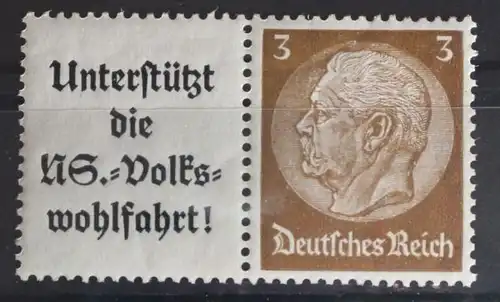 Unterſtützt
die
NS.=Volks=
wohlfahrt!
3 3
Deutſches Reich